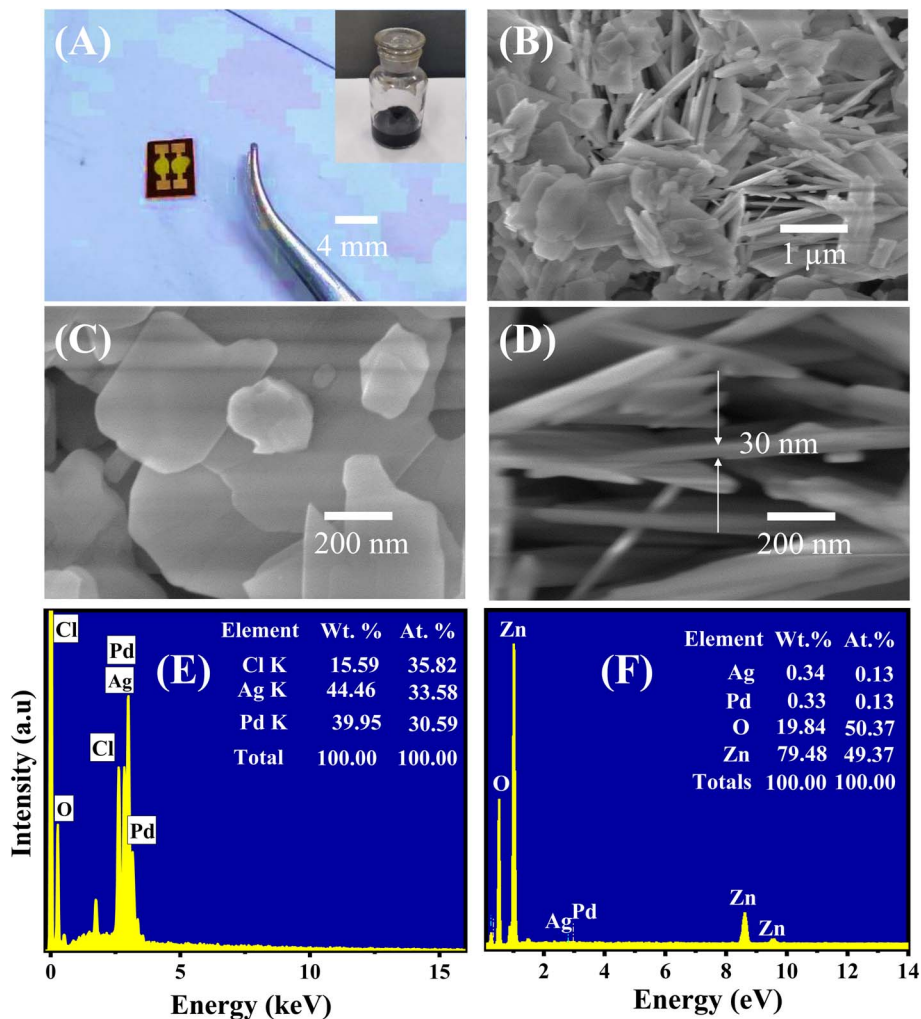 (A)
4 mm
(B)
1 µm
(C)
200 nm
(D)
30 nm
200 nm
(E)
Cl
Pd
Ag
Cl
O
Pd
Element Wt. % At. %
Cl K 15.59 35.82
Ag K 44.46 33.58
Pd K 39.95 30.59
Total 100.00 100.00
Intensity (a.u)
0 5 10 15
Energy (keV)
(F)
Zn
O
Ag Pd
Zn
Zn
Element Wt.% At.%
Ag 0.34 0.13
Pd 0.33 0.13
O 19.84 50.37
Zn 79.48 49.37
Totals 100.00 100.00
2 4 6 8 10 12 14
Energy (eV)